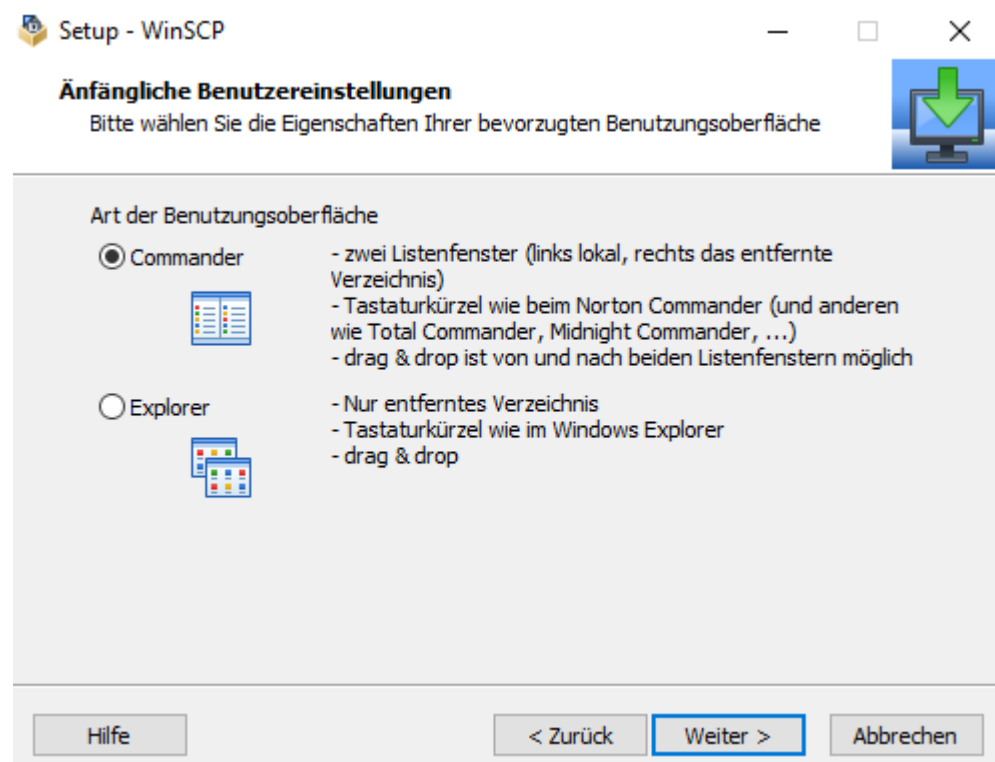 Setup - WinSCP
Änfängliche Benutzereinstellungen
Bitte wählen Sie die Eigenschaften Ihrer bevorzugten Benutzungsoberfläche
Art der Benutzungsoberfläche
Commander
- zwei Listenfenster (links lokal, rechts das entfernte
Verzeichnis)
- Tastaturkürzel wie beim Norton Commander (und anderen
wie Total Commander, Midnight Commander, ...)
- drag & drop ist von und nach beiden Listenfenstern möglich
Explorer
- Nur entferntes Verzeichnis
- Tastaturkürzel wie im Windows Explorer
- drag & drop
Hilfe
< Zurück
Weiter >
Abbrechen